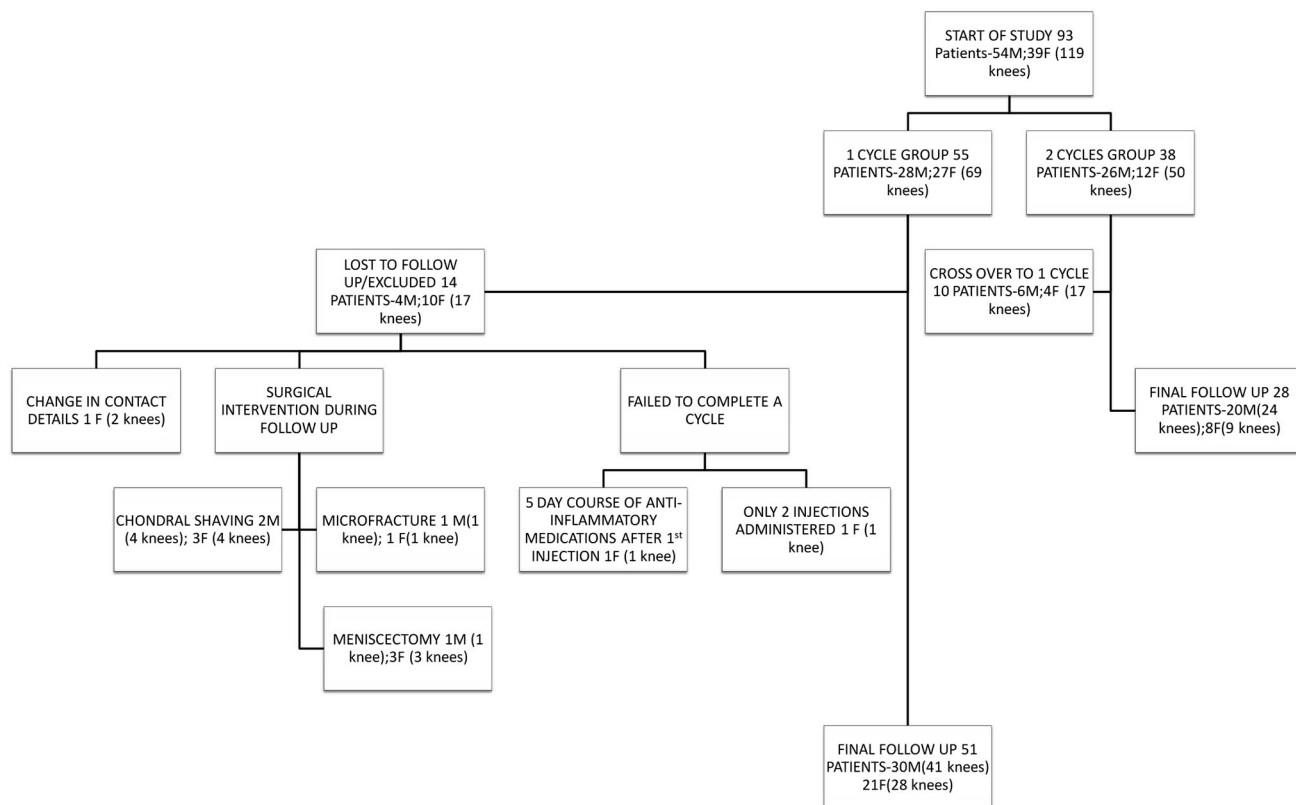 START OF STUDY 93
Patients-54M;39F (119
knees)
1 CYCLE GROUP 55
PATIENTS-28M;27F (69
knees)
2 CYCLES GROUP 38
PATIENTS-26M;12F (50
knees)
LOST TO FOLLOW
UP/EXCLUDED 14
PATIENTS-4M;10F (17
knees)
CROSS OVER TO 1 CYCLE
10 PATIENTS-6M;4F (17
knees)
CHANGE IN CONTACT
DETAILS 1 F (2 knees)
SURGICAL
INTERVENTION DURING
FOLLOW UP
FAILED TO COMPLETE A
CYCLE
FINAL FOLLOW UP 28
PATIENTS-20M(24
knees);8F(9 knees)
CHONDRAL SHAVING 2M
(4 knees); 3F (4 knees)
MICROFRACTURE 1 M(1
knee); 1 F(1 knee)
5 DAY COURSE OF ANTI-
INFLAMMATORY
MEDICATIONS AFTER 1st
INJECTION 1F (1 knee)
ONLY 2 INJECTIONS
ADMINISTERED 1 F (1
knee)
MENISCECTOMY 1M (1
knee);3F (3 knees)
FINAL FOLLOW UP 51
PATIENTS-30M(41 knees)
21F(28 knees)